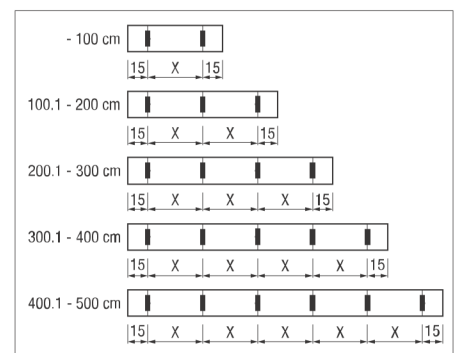 - 100 cm
15 X 15
100.1 - 200 cm
15 X X 15
200.1 - 300 cm
15 X X X 15
300.1 - 400 cm
15 X X X X 15
400.1 - 500 cm
15 X X X X X 15